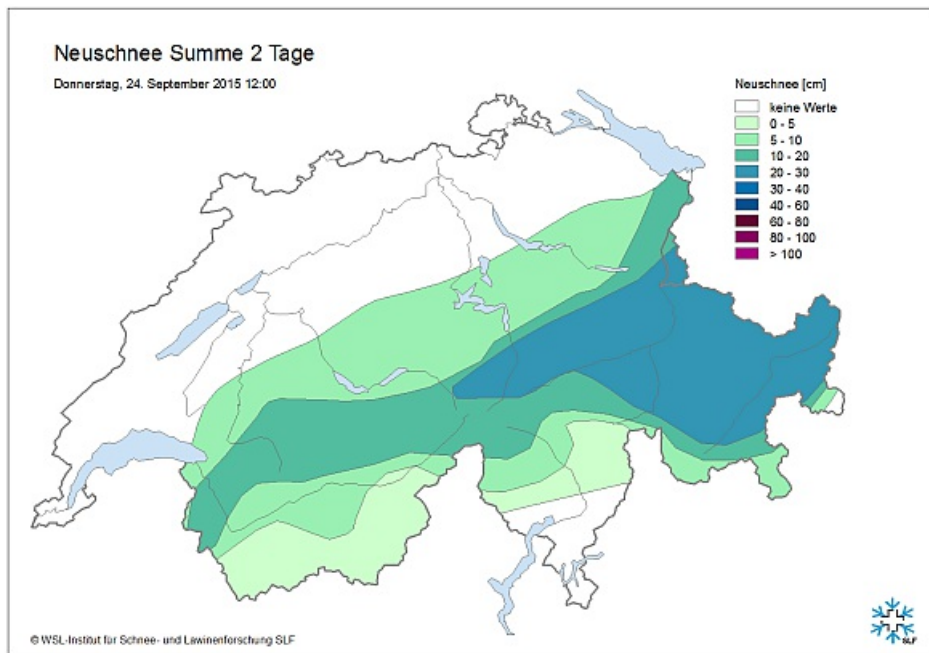 Neuschnee Summe 2 Tage
Donnerstag, 24. September 2015 12:00
Neuschnee [cm]
keine Werte
0 - 5
5 - 10
10 - 20
20 - 30
30 - 40
40 - 60
60 - 80
80 - 100
> 100
© WSL-Institut für Schnee- und Lawinenforschung SLF
SLF